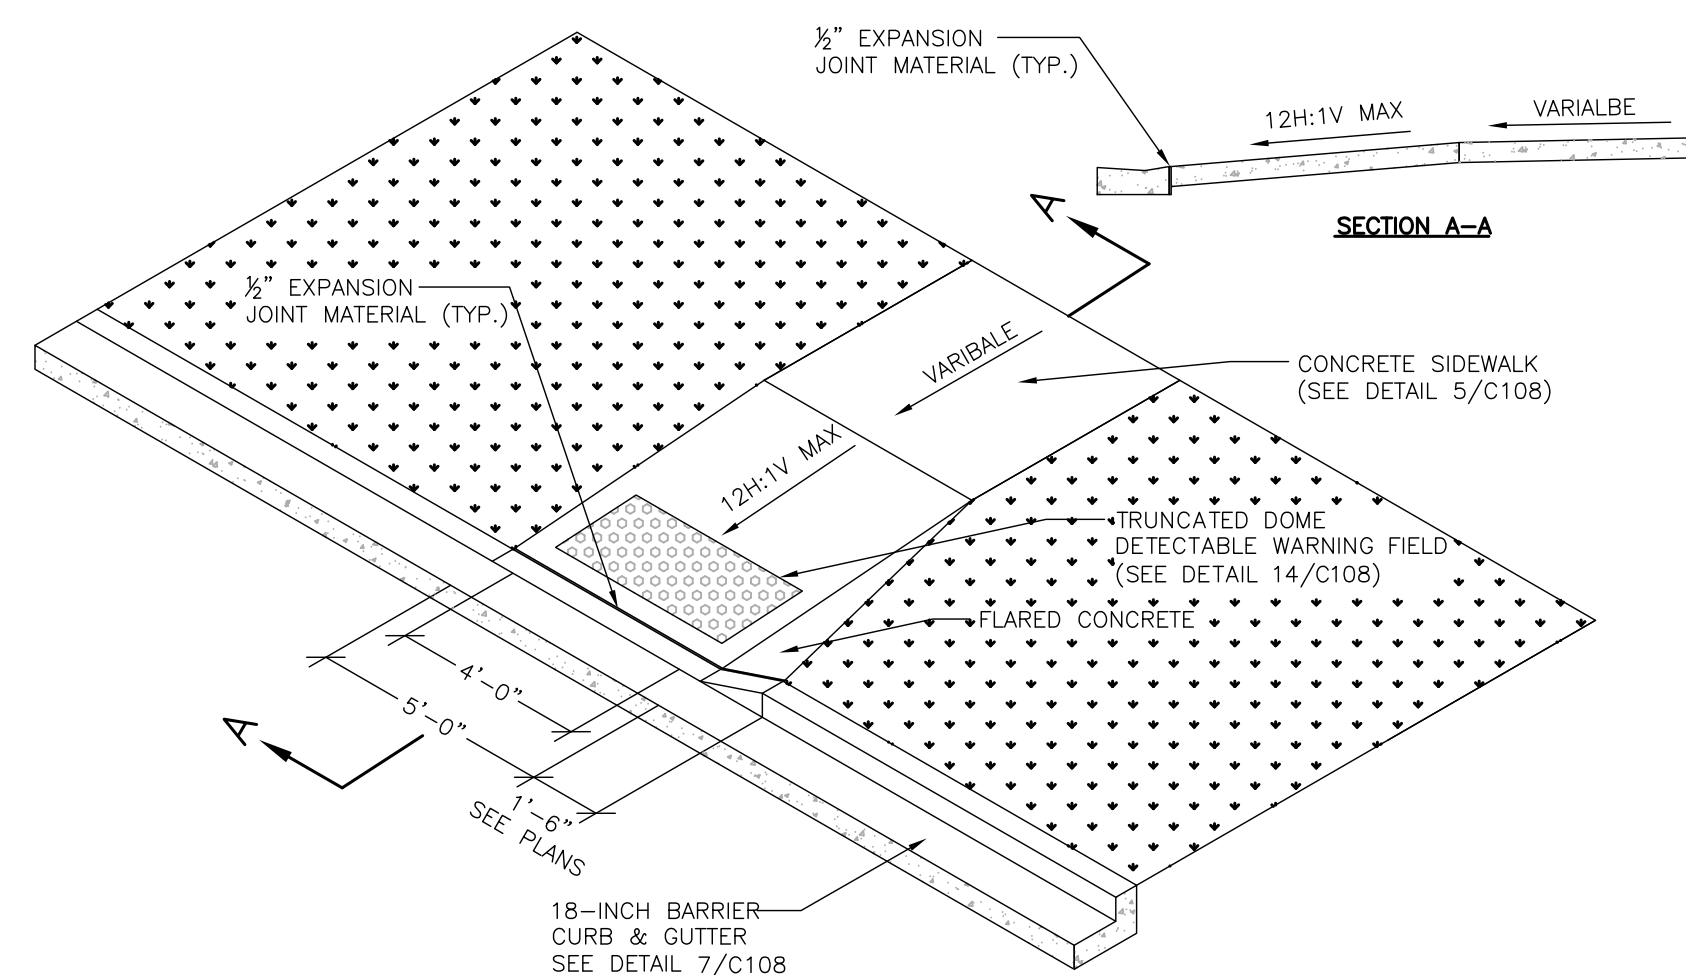 ½" EXPANSION
JOINT MATERIAL (TYP.)
12H:1V MAX
VARIALBE
A
SECTION A-A
½" EXPANSION
JOINT MATERIAL (TYP.)
VARIBALE
CONCRETE SIDEWALK
(SEE DETAIL 5/C108)
12H:1V MAX
TRUNCATED DOME
DETECTABLE WARNING FIELD
(SEE DETAIL 14/C108)
FLARED CONCRETE
4'-0"
5'-0"
A
1'-6"
SEE PLANS
18-INCH BARRIER
CURB & GUTTER
SEE DETAIL 7/C108